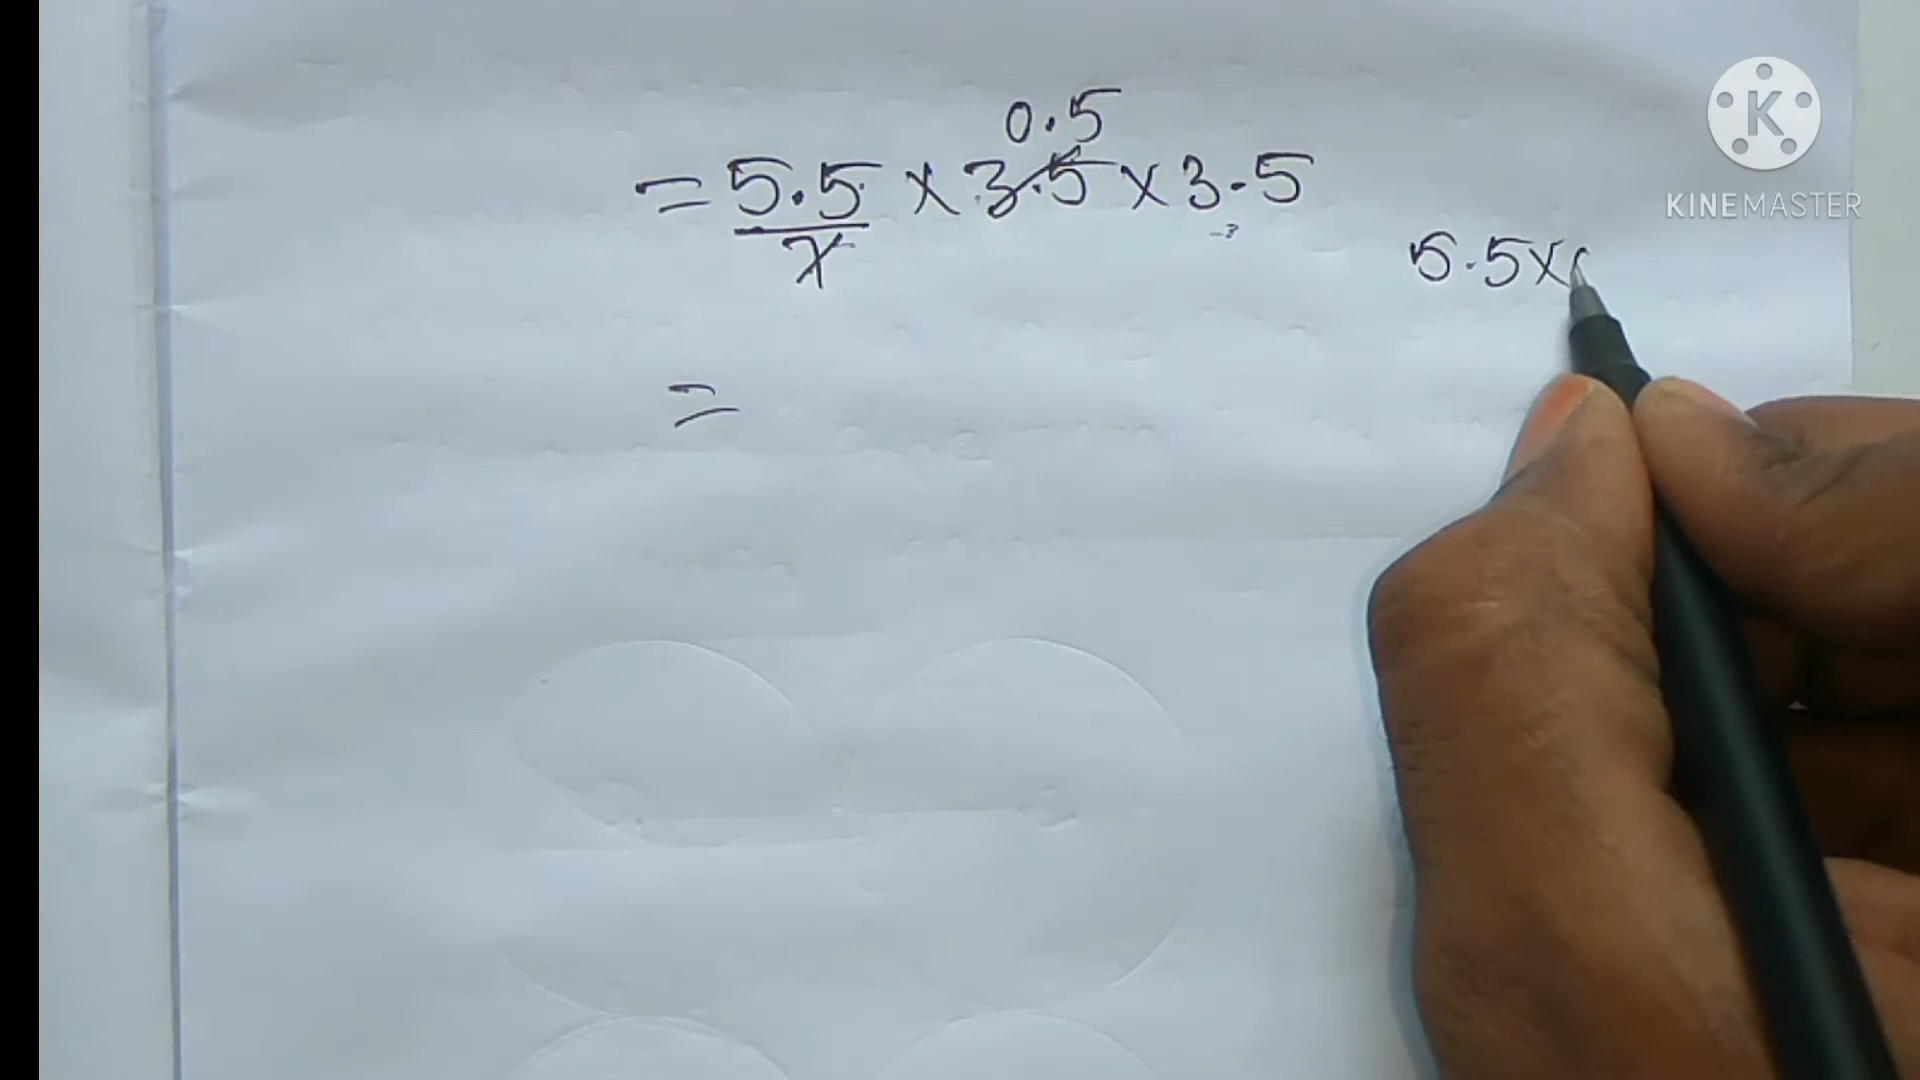 0.5
= 5.5 × 3.5 × 3.5
7
5.5×
=
K
KINEMASTER